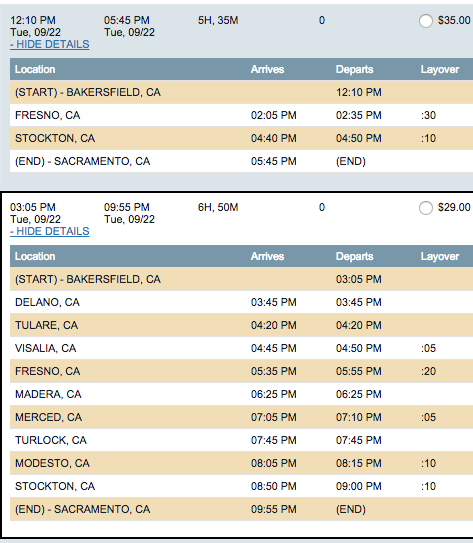 12:10 PM 05:45 PM 5H, 35M 0 $35.00
Tue, 09/22 Tue, 09/22
- HIDE DETAILS
Location Arrives Departs Layover
(START) - BAKERSFIELD, CA 12:10 PM
FRESNO, CA 02:05 PM 02:35 PM :30
STOCKTON, CA 04:40 PM 04:50 PM :10
(END) - SACRAMENTO, CA 05:45 PM (END)
03:05 PM 09:55 PM 6H, 50M 0 $29.00
Tue, 09/22 Tue, 09/22
- HIDE DETAILS
Location Arrives Departs Layover
(START) - BAKERSFIELD, CA 03:05 PM
DELANO, CA 03:45 PM 03:45 PM
TULARE, CA 04:20 PM 04:20 PM
VISALIA, CA 04:45 PM 04:50 PM :05
FRESNO, CA 05:35 PM 05:55 PM :20
MADERA, CA 06:25 PM 06:25 PM
MERCED, CA 07:05 PM 07:10 PM :05
TURLOCK, CA 07:45 PM 07:45 PM
MODESTO, CA 08:05 PM 08:15 PM :10
STOCKTON, CA 08:50 PM 09:00 PM :10
(END) - SACRAMENTO, CA 09:55 PM (END)